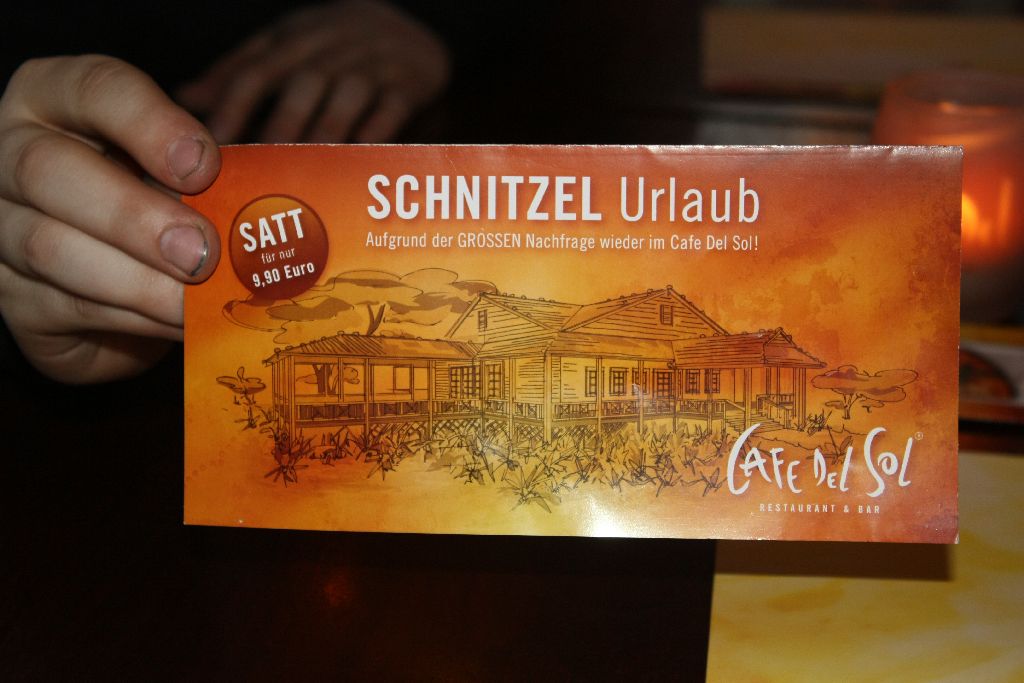 SCHNITZEL Urlaub
Aufgrund der GROSSEN Nachfrage wieder im Cafe Del Sol!
SATT
für nur
9,90 Euro
CAFE DEL SOL®
RESTAURANT & BAR